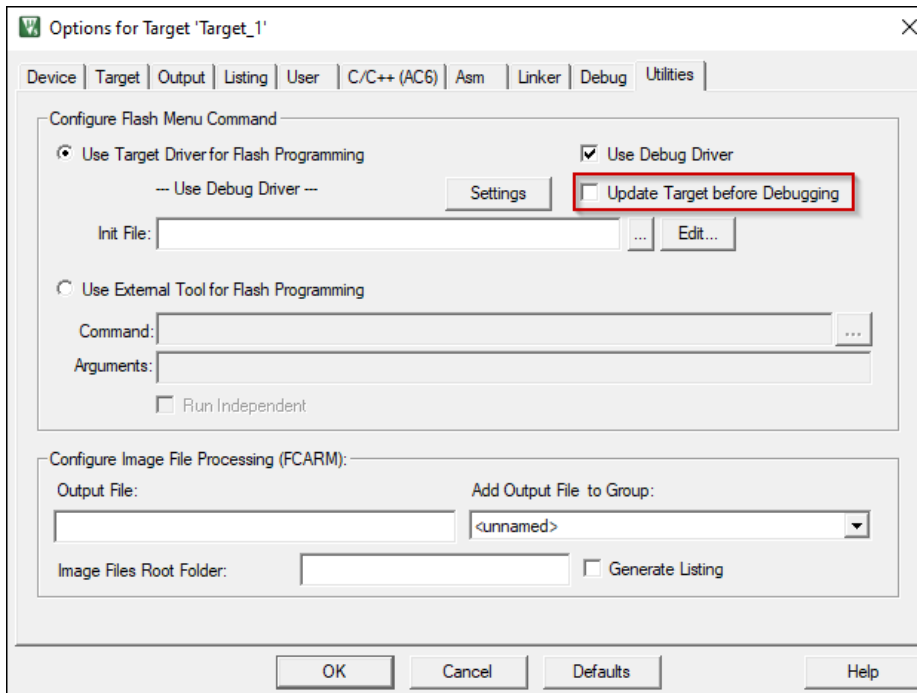 Options for Target 'Target_1'
Device Target Output Listing User C/C++ (AC6) Asm Linker Debug Utilities
Configure Flash Menu Command
Use Target Driver for Flash Programming Use Debug Driver
--- Use Debug Driver --- Settings Update Target before Debugging
Init File: ... Edit...
Use External Tool for Flash Programming
Command: ...
Arguments:
Run Independent
Configure Image File Processing (FCARM):
Output File: Add Output File to Group:
<unnamed>
Image Files Root Folder: Generate Listing
OK Cancel Defaults Help